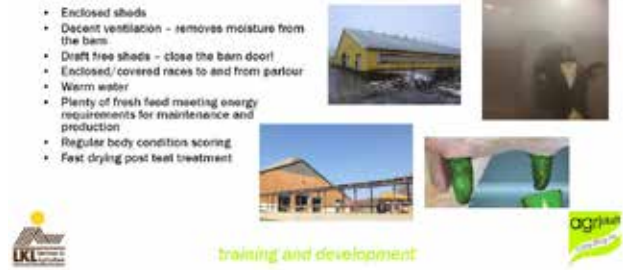 • Enclosed sheds
• Decent ventilation – removes moisture from
the barn
• Draft free sheds – close the barn door!
• Enclosed/covered races to and from parlour
• Warm water
• Plenty of fresh feed meeting energy
requirements for maintenance and
production
• Regular body condition scoring
• Fast drying post teat treatment
LKL
training and development